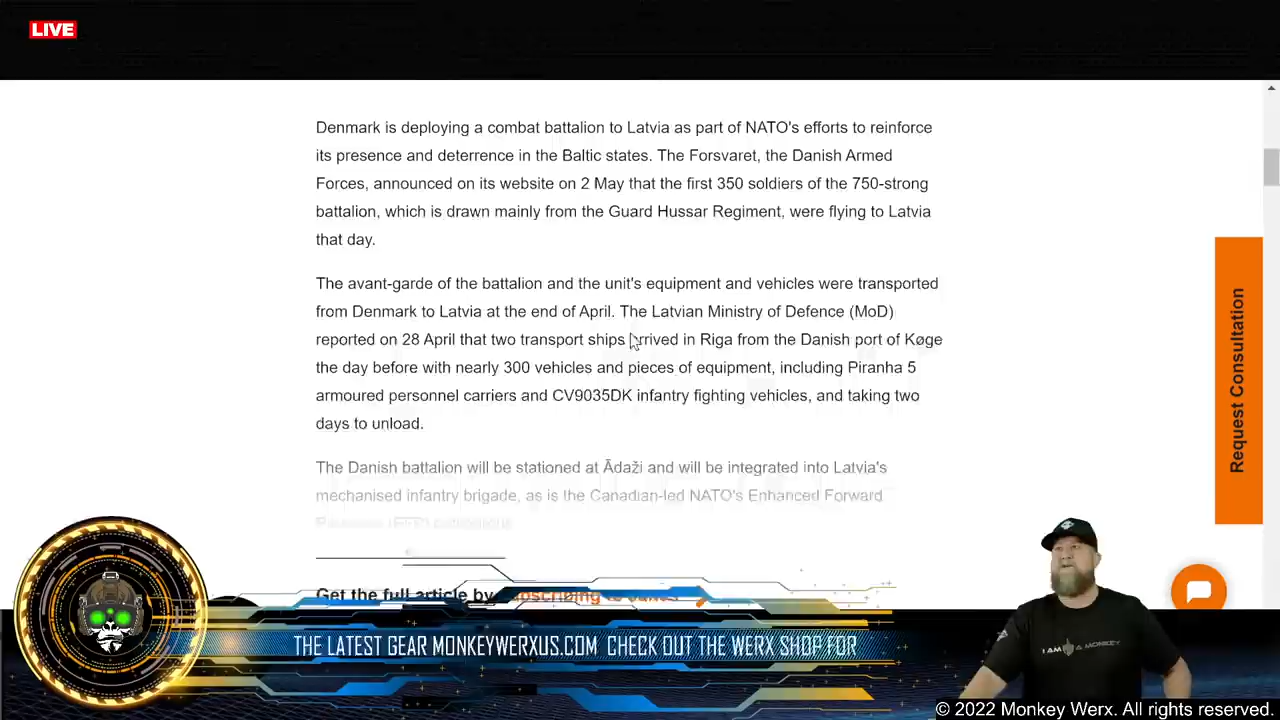 LIVE
Denmark is deploying a combat battalion to Latvia as part of NATO's efforts to reinforce
its presence and deterrence in the Baltic states. The Forsvaret, the Danish Armed
Forces, announced on its website on 2 May that the first 350 soldiers of the 750-strong
battalion, which is drawn mainly from the Guard Hussar Regiment, were flying to Latvia
that day.
The avant-garde of the battalion and the unit's equipment and vehicles were transported
from Denmark to Latvia at the end of April. The Latvian Ministry of Defence (MoD)
reported on 28 April that two transport ships arrived in Riga from the Danish port of Køge
the day before with nearly 300 vehicles and pieces of equipment, including Piranha 5
armoured personnel carriers and CV9035DK infantry fighting vehicles, and taking two
days to unload.
The Danish battalion will be stationed at Ādaži and will be integrated into Latvia's
mechanised infantry brigade, as is the Canadian-led NATO's Enhanced Forward
Get the full article by
Request Consultation
THE LATEST GEAR MONKEYWERXUS.COM CHECK OUT THE WERX SHOP FOR
I AM A MONKEY
© 2022 Monkey Werx. All rights reserved.